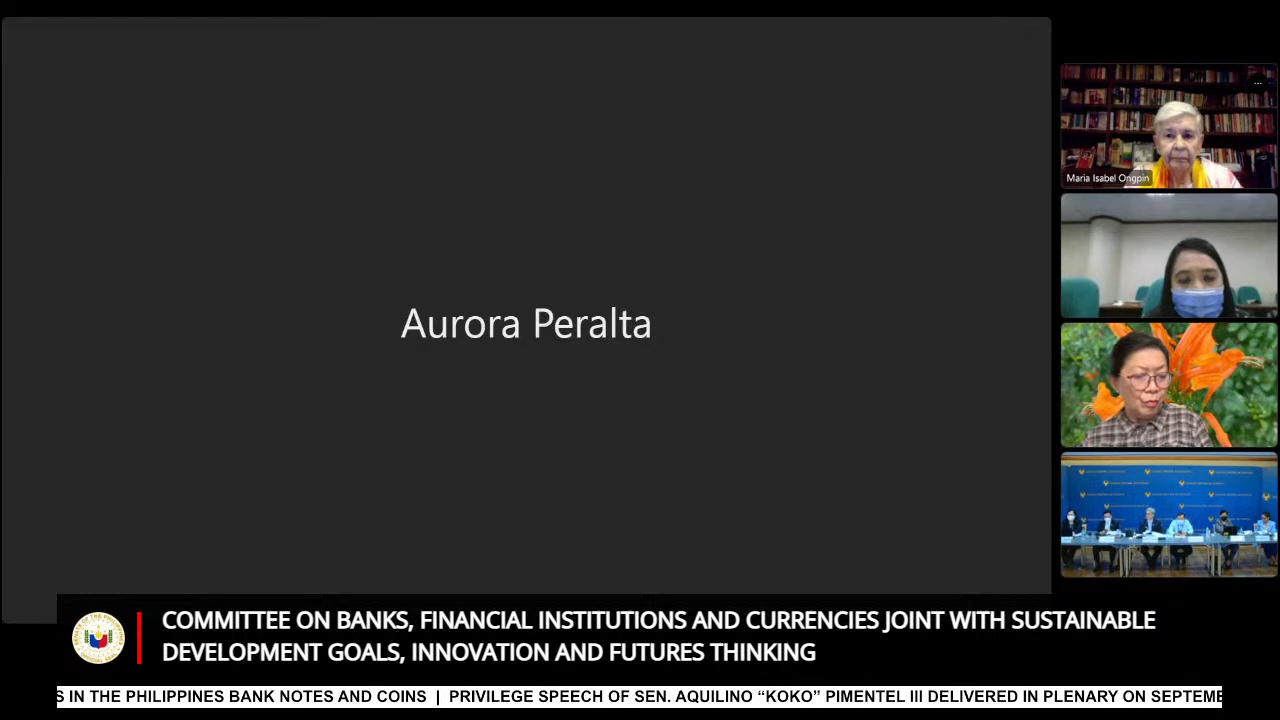 Aurora Peralta
Maria Isabel Ongpin
COMMITTEE ON BANKS, FINANCIAL INSTITUTIONS AND CURRENCIES JOINT WITH SUSTAINABLE
DEVELOPMENT GOALS, INNOVATION AND FUTURES THINKING
S IN THE PHILIPPINES BANK NOTES AND COINS | PRIVILEGE SPEECH OF SEN. AQUILINO “KOKO” PIMENTEL III DELIVERED IN PLENARY ON SEPTEME